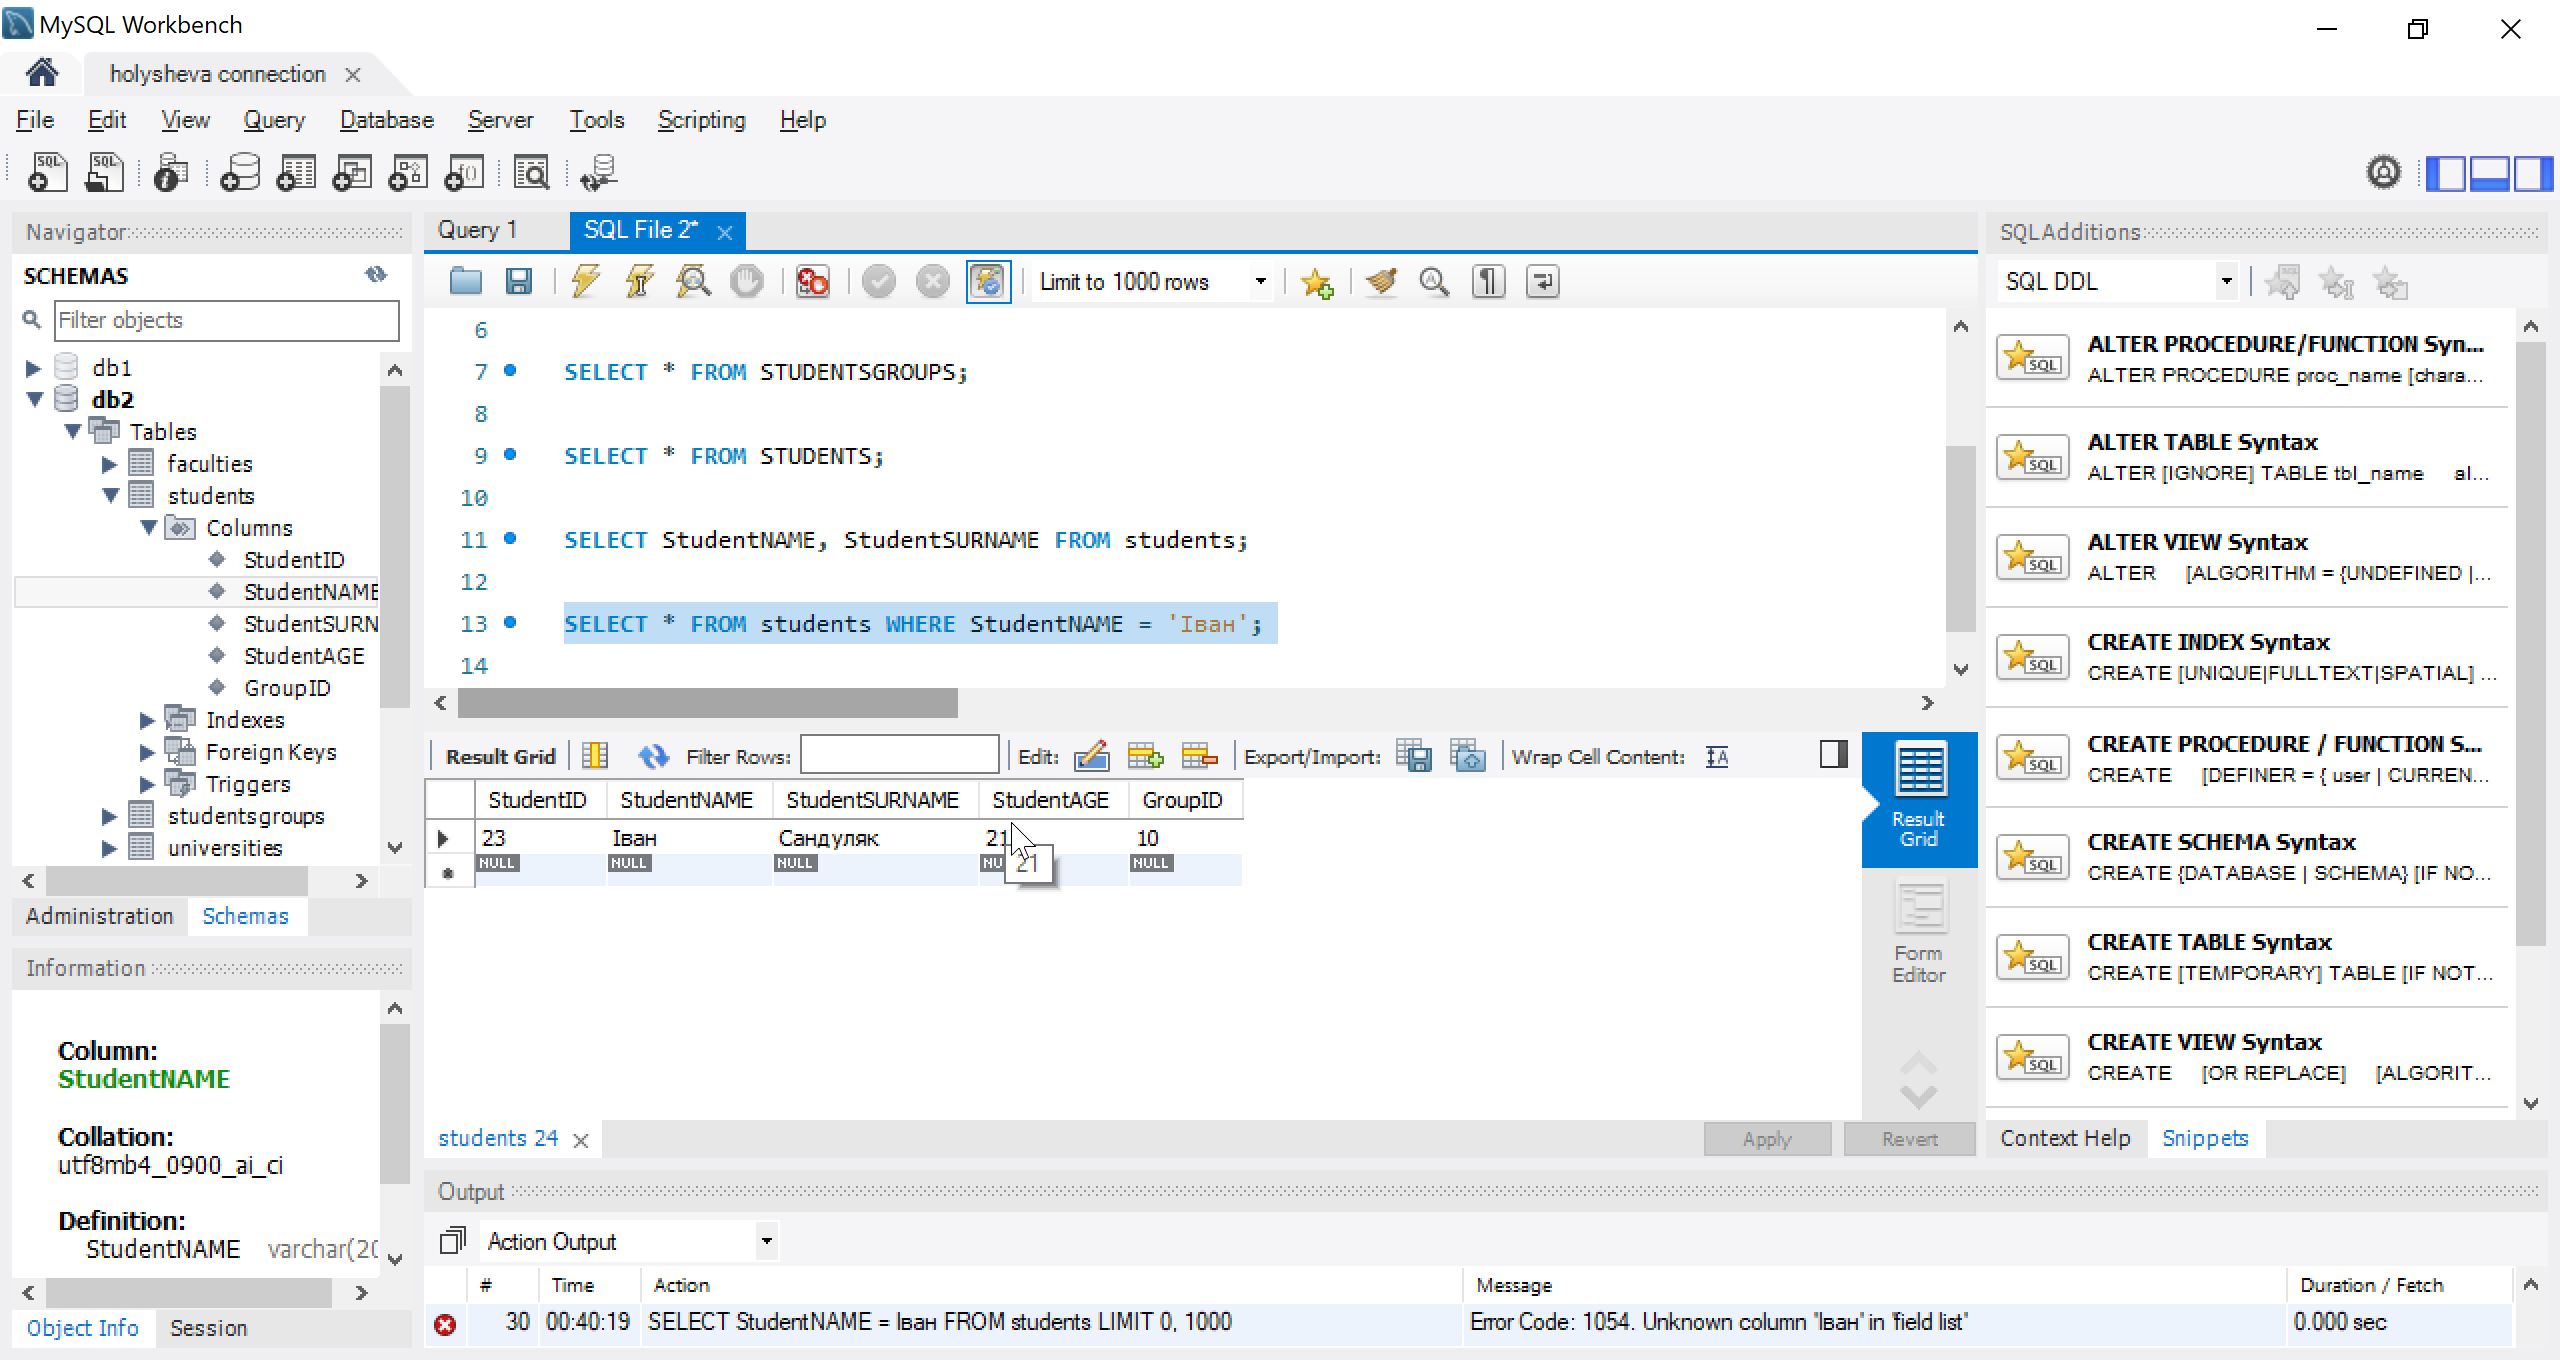 MySQL Workbench
holysheva connection
File Edit View Query Database Server Tools Scripting Help
Navigator
SCHEMAS
Filter objects
db1
db2
Tables
faculties
students
Columns
StudentID
StudentNAME
StudentSURN
StudentAGE
GroupID
Indexes
Foreign Keys
Triggers
studentsgroups
universities
Administration Schemas
Information
Column:
StudentNAME
Collation:
utf8mb4_0900_ai_ci
Definition:
StudentNAME varchar(20
Object Info Session
Query 1 SQL File 2*
Limit to 1000 rows
6
7 SELECT * FROM STUDENTSGROUPS;
8
9 SELECT * FROM STUDENTS;
10
11 SELECT StudentNAME, StudentSURNAME FROM students;
12
13 SELECT * FROM students WHERE StudentNAME = 'Іван';
14
Result Grid Filter Rows: Edit: Export/Import: Wrap Cell Content:
StudentID StudentNAME StudentSURNAME StudentAGE GroupID
23 Іван Сандуляк 21 10
NULL NULL NULL NU NULL
21
Result
Grid
Form
Editor
students 24 Apply Revert
Output
Action Output
# Time Action Message Duration / Fetch
30 00:40:19 SELECT StudentNAME = Іван FROM students LIMIT 0, 1000 Error Code: 1054. Unknown column 'Іван' in 'field list' 0.000 sec
SQLAdditions
SQL DDL
ALTER PROCEDURE/FUNCTION Syn...
ALTER PROCEDURE proc_name [chara...
ALTER TABLE Syntax
ALTER [IGNORE] TABLE tbl_name al...
ALTER VIEW Syntax
ALTER [ALGORITHM = {UNDEFINED |...
CREATE INDEX Syntax
CREATE [UNIQUE|FULLTEXT|SPATIAL] ...
CREATE PROCEDURE / FUNCTION S...
CREATE [DEFINER = { user | CURREN...
CREATE SCHEMA Syntax
CREATE {DATABASE | SCHEMA} [IF NO...
CREATE TABLE Syntax
CREATE [TEMPORARY] TABLE [IF NOT...
CREATE VIEW Syntax
CREATE [OR REPLACE] [ALGORIT...
Context Help Snippets